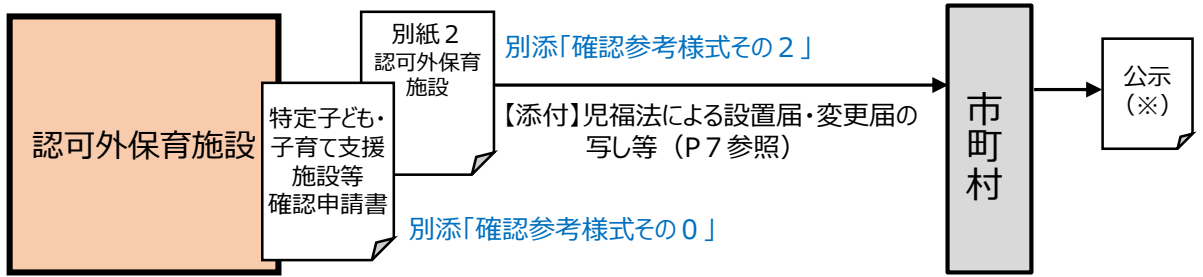 認可外保育施設
別紙２
認可外保育
施設
特定子ども・
子育て支援
施設等
確認申請書
別添「確認参考様式その２」
【添付】児福法による設置届・変更届の
写し等（P７参照）
別添「確認参考様式その０」
市町村
公示
（※）